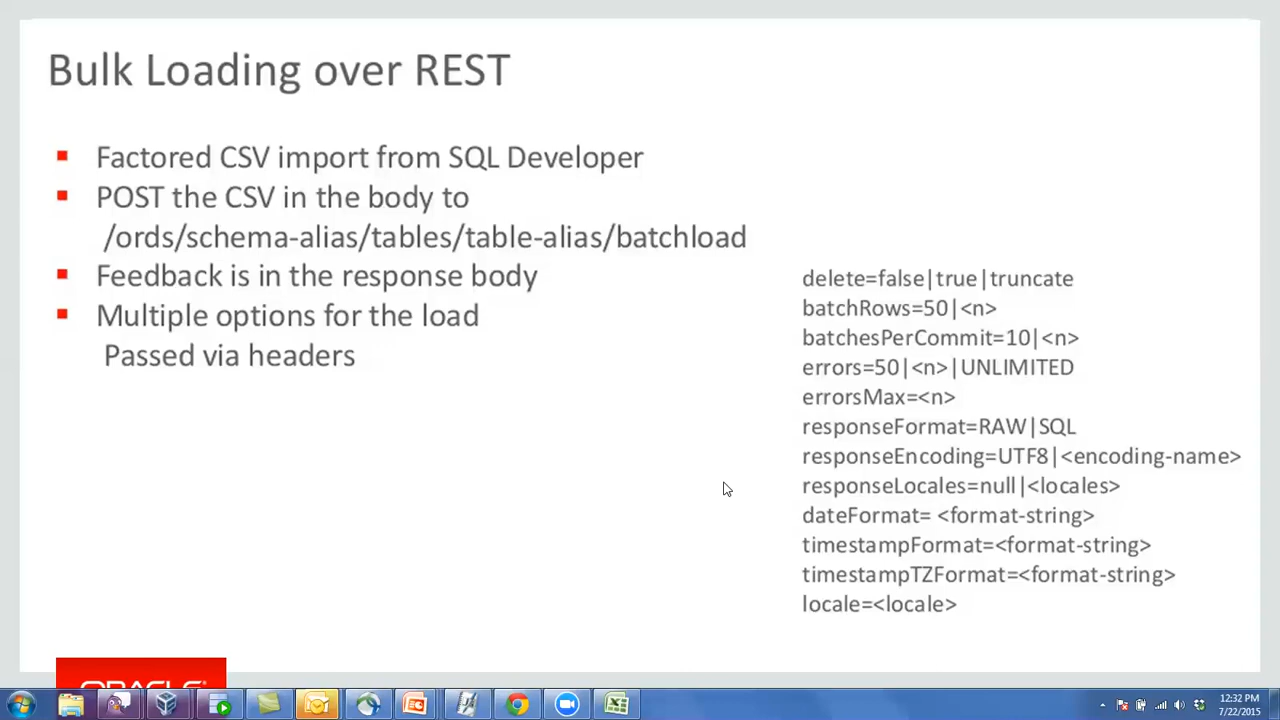 Bulk Loading over REST
Factored CSV import from SQL Developer
POST the CSV in the body to
/ords/schema-alias/tables/table-alias/batchload
Feedback is in the response body
Multiple options for the load
Passed via headers
delete=false|true|truncate
batchRows=50|<n>
batchesPerCommit=10|<n>
errors=50|<n>|UNLIMITED
errorsMax=<n>
responseFormat=RAW|SQL
responseEncoding=UTF8|<encoding-name>
responseLocales=null|<locales>
dateFormat= <format-string>
timestampFormat=<format-string>
timestampTZFormat=<format-string>
locale=<locale>
ORACLE
12:32 PM
7/22/2015